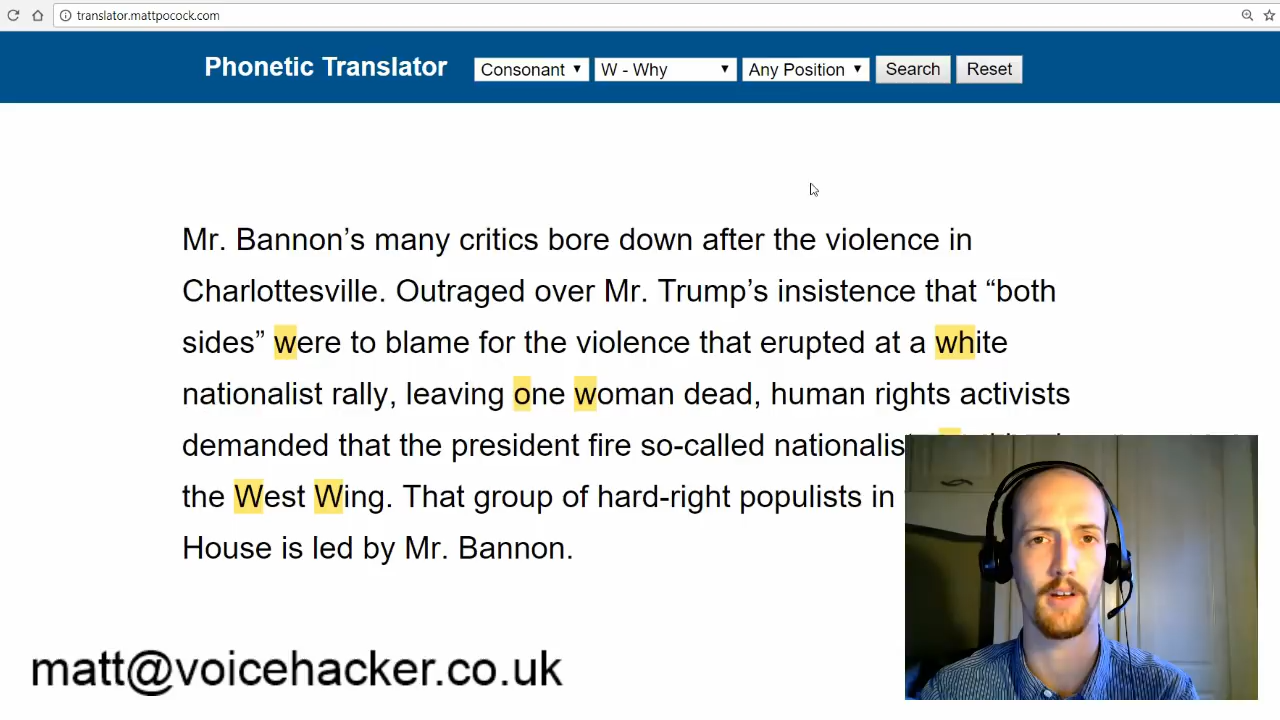 translator.mattpocock.com
Phonetic Translator Consonant W - Why Any Position Search Reset
Mr. Bannon’s many critics bore down after the violence in
Charlottesville. Outraged over Mr. Trump’s insistence that “both
sides” were to blame for the violence that erupted at a white
nationalist rally, leaving one woman dead, human rights activists
demanded that the president fire so-called
the West Wing. That group of hard-right populists in
House is led by Mr. Bannon.
matt@voicehacker.co.uk